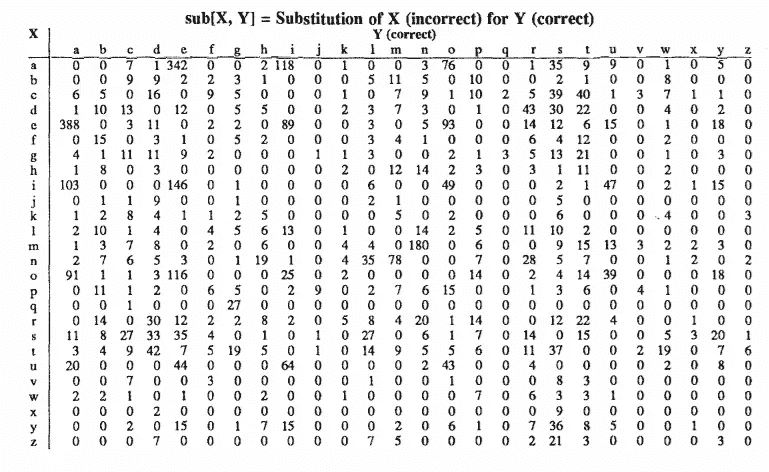 sub[X, Y] = Substitution of X (incorrect) for Y (correct)
X Y (correct)
a b c d e f g h i j k l m n o p q r s t u v w x y z
a 0 0 7 1 342 0 0 2 118 0 1 0 0 3 76 0 0 1 35 9 9 0 1 0 5 0
b 0 0 9 9 2 2 3 1 0 0 0 5 11 5 0 10 0 0 2 1 0 0 8 0 0 0
c 6 5 0 16 0 9 5 0 0 0 1 0 7 9 1 10 2 5 39 40 1 3 7 1 1 0
d 1 10 13 0 12 0 5 5 0 0 2 3 7 3 0 1 0 43 30 22 0 0 4 0 2 0
e 388 0 3 11 0 2 2 0 89 0 0 3 0 5 93 0 0 14 12 6 15 0 1 0 18 0
f 0 15 0 3 1 0 5 2 0 0 0 3 4 1 0 0 0 6 4 12 0 0 2 0 0 0
g 4 1 11 11 9 2 0 0 0 1 1 3 0 0 2 1 3 5 13 21 0 0 1 0 3 0
h 1 8 0 3 0 0 0 0 0 0 2 0 12 14 2 3 0 3 1 11 0 0 2 0 0 0
i 103 0 0 0 146 0 1 0 0 0 0 6 0 0 49 0 0 0 2 1 47 0 2 1 15 0
j 0 1 1 9 0 0 1 0 0 0 0 2 1 0 0 0 0 0 5 0 0 0 0 0 0 0
k 1 2 8 4 1 1 2 5 0 0 0 0 5 0 2 0 0 0 6 0 0 0 4 0 0 3
l 2 10 1 4 0 4 5 6 13 0 1 0 0 14 2 5 0 11 10 2 0 0 0 0 0 0
m 1 3 7 8 0 2 0 6 0 0 4 4 0 180 0 6 0 0 9 15 13 3 2 2 3 0
n 2 7 6 5 3 0 1 19 1 0 4 35 78 0 0 7 0 28 5 7 0 0 1 2 0 2
o 91 1 1 3 116 0 0 0 25 0 2 0 0 0 0 14 0 2 4 14 39 0 0 0 18 0
p 0 11 1 2 0 6 5 0 2 9 0 2 7 6 15 0 0 1 3 6 0 4 1 0 0 0
q 0 0 1 0 0 0 27 0 0 0 0 0 0 0 0 0 0 0 0 0 0 0 0 0 0 0
r 0 14 0 30 12 2 2 8 2 0 5 8 4 20 1 14 0 0 12 22 4 0 0 1 0 0
s 11 8 27 33 35 4 0 1 0 1 0 27 0 6 1 7 0 14 0 15 0 0 5 3 20 1
t 3 4 9 42 7 5 19 5 0 1 0 14 9 5 5 6 0 11 37 0 0 2 19 0 7 6
u 20 0 0 0 44 0 0 0 64 0 0 0 0 2 43 0 0 4 0 0 0 0 2 0 8 0
v 0 0 7 0 0 3 0 0 0 0 0 1 0 0 1 0 0 0 8 3 0 0 0 0 0 0
w 2 2 1 0 1 0 0 2 0 0 1 0 0 0 0 7 0 6 3 3 1 0 0 0 0 0
x 0 0 0 2 0 0 0 0 0 0 0 0 0 0 0 0 0 0 9 0 0 0 0 0 0 0
y 0 0 2 0 15 0 1 7 15 0 0 0 2 0 6 1 0 7 36 8 5 0 0 1 0 0
z 0 0 0 7 0 0 0 0 0 0 0 7 5 0 0 0 0 2 21 3 0 0 0 0 3 0